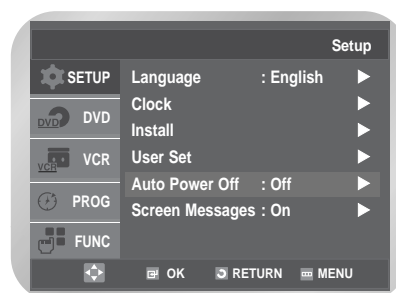 Setup
SETUP
Language : English
Clock
DVD DVD
Install
VCR VCR
User Set
Auto Power Off : Off
PROG
Screen Messages : On
FUNC
OK RETURN MENU